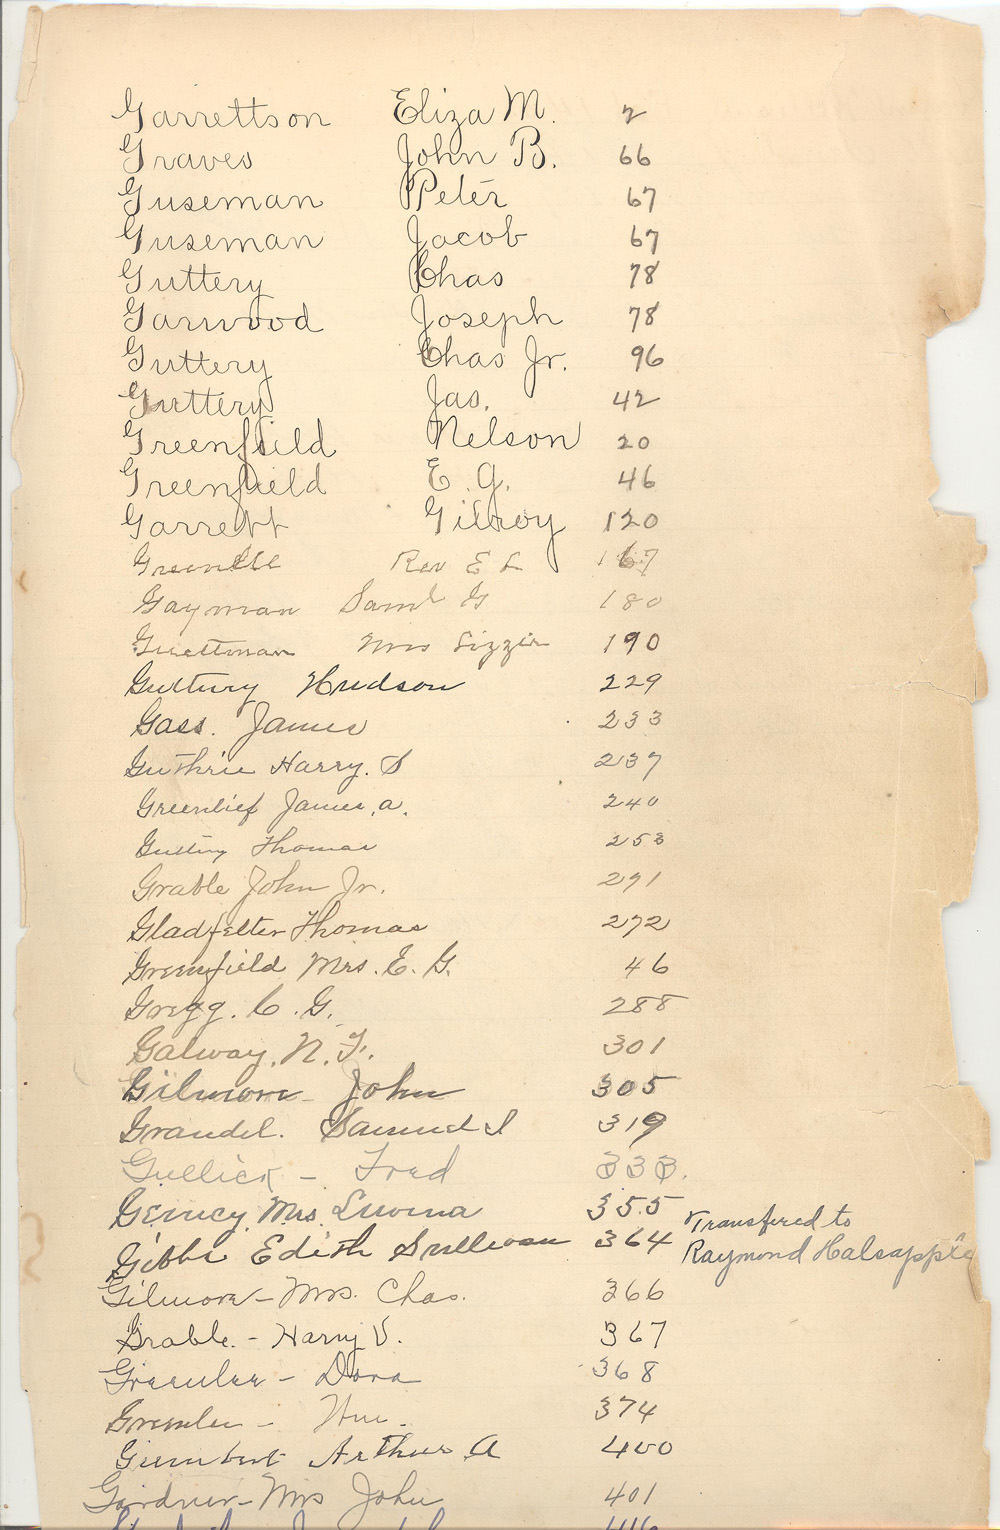 Garrettson Eliza M. 2
Graves John B. 66
Guseman Peter 67
Guseman Jacob 67
Guttery Chas 78
Garwood Joseph 78
Guttery Chas Jr. 96
Guttery Jas. 42
Greenfield Nelson 20
Greenfield E. G. 46
Garrett Gilroy 120
Rev E L 167
Gayman Saml G 180
Mrs Lizzie 190
Hudson 229
Gass. James 233
Guthrie Harry. S 237
Greenlief James. A. 240
Thomas 253
Grable John Jr. 271
Gladfelter Thomas 272
Greenfield Mrs. E. G. 46
Gregg. C. G. 288
Galway. N. F. 301
Gilmore - John 305
Samuel I 319
Gullick - Fred 333.
Mrs. 355
Gibbs Edith Sullivan 364 Transfered to
Raymond Halsapple
Gilmore - Mrs. Chas. 366
Grable. - Harry V. 367
- Dora 368
- Wm. 374
Arthur A 400
Gardner - Mrs John 401